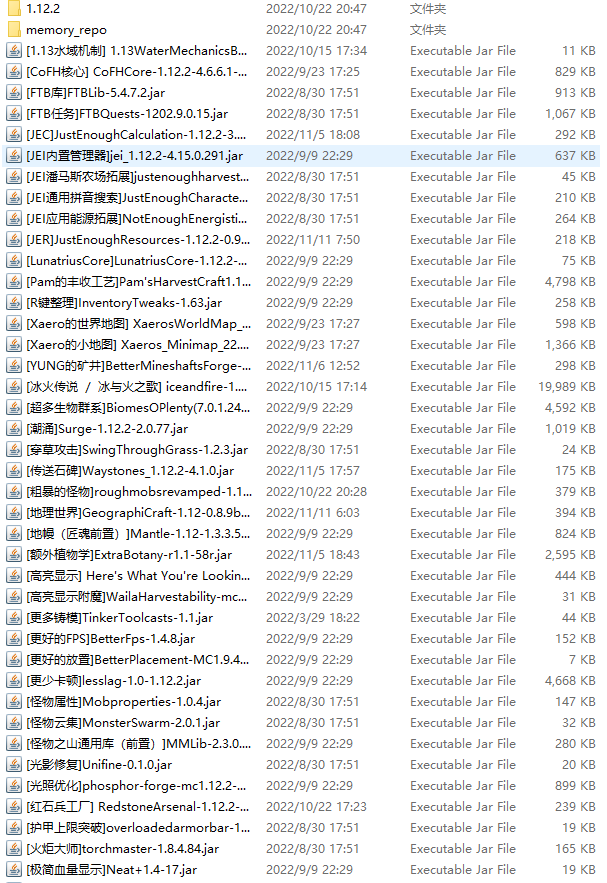 1.12.2 2022/10/22 20:47 文件夹
memory_repo 2022/10/22 20:47 文件夹
[1.13水域机制] 1.13WaterMechanicsB... 2022/10/15 17:34 Executable Jar File 11 KB
[CoFH核心] CoFHCore-1.12.2-4.6.6.1-... 2022/9/23 17:25 Executable Jar File 829 KB
[FTB库]FTBLib-5.4.7.2.jar 2022/8/30 17:51 Executable Jar File 913 KB
[FTB任务]FTBQuests-1202.9.0.15.jar 2022/8/30 17:51 Executable Jar File 1,067 KB
[JEC]JustEnoughCalculation-1.12.2-3.... 2022/11/5 18:08 Executable Jar File 292 KB
[JEI内置管理器]jei_1.12.2-4.15.0.291.jar 2022/9/9 22:29 Executable Jar File 637 KB
[JEI潘马斯农场拓展]justenoughharvest... 2022/8/30 17:51 Executable Jar File 45 KB
[JEI通用拼音搜索]JustEnoughCharacte... 2022/8/30 17:51 Executable Jar File 210 KB
[JEI应用能源拓展]NotEnoughEnergisti... 2022/8/30 17:51 Executable Jar File 264 KB
[JER]JustEnoughResources-1.12.2-0.9... 2022/11/11 7:50 Executable Jar File 218 KB
[LunatriusCore]LunatriusCore-1.12.2-... 2022/9/9 22:29 Executable Jar File 75 KB
[Pam的丰收工艺]Pam'sHarvestCraft1.1... 2022/9/9 22:29 Executable Jar File 4,798 KB
[R键整理]InventoryTweaks-1.63.jar 2022/9/9 22:29 Executable Jar File 258 KB
[Xaero的世界地图] XaerosWorldMap_... 2022/9/23 17:27 Executable Jar File 598 KB
[Xaero的小地图] Xaeros_Minimap_22.... 2022/9/23 17:27 Executable Jar File 1,366 KB
[YUNG的矿井]BetterMineshaftsForge-... 2022/11/6 12:52 Executable Jar File 298 KB
[冰火传说 / 冰与火之歌] iceandfire-1.... 2022/10/15 17:14 Executable Jar File 19,989 KB
[超多生物群系]BiomesOPlenty(7.0.1.24... 2022/9/9 22:29 Executable Jar File 4,592 KB
[潮涌]Surge-1.12.2-2.0.77.jar 2022/9/9 22:29 Executable Jar File 1,019 KB
[穿草攻击]SwingThroughGrass-1.2.3.jar 2022/8/30 17:51 Executable Jar File 24 KB
[传送石碑]Waystones_1.12.2-4.1.0.jar 2022/11/5 17:57 Executable Jar File 175 KB
[粗暴的怪物]roughmobsrevamped-1.1... 2022/10/22 20:28 Executable Jar File 379 KB
[地理世界]GeographiCraft-1.12-0.8.9b... 2022/11/11 6:03 Executable Jar File 394 KB
[地幔（匠魂前置）]Mantle-1.12-1.3.3.5... 2022/9/9 22:29 Executable Jar File 824 KB
[额外植物学]ExtraBotany-r1.1-58r.jar 2022/11/5 18:43 Executable Jar File 2,595 KB
[高亮显示] Here's What You're Lookin... 2022/9/9 22:29 Executable Jar File 444 KB
[高亮显示附魔]WailaHarvestability-mc... 2022/9/9 22:29 Executable Jar File 31 KB
[更多铸模]TinkerToolcasts-1.1.jar 2022/3/29 18:22 Executable Jar File 44 KB
[更好的FPS]BetterFps-1.4.8.jar 2022/9/9 22:29 Executable Jar File 152 KB
[更好的放置]BetterPlacement-MC1.9.4... 2022/9/9 22:29 Executable Jar File 7 KB
[更少卡顿]lesslag-1.0-1.12.2.jar 2022/9/9 22:29 Executable Jar File 4,668 KB
[怪物属性]Mobproperties-1.0.4.jar 2022/8/30 17:51 Executable Jar File 147 KB
[怪物云集]MonsterSwarm-2.0.1.jar 2022/8/30 17:51 Executable Jar File 32 KB
[怪物之山通用库（前置）]MMLib-2.3.0.... 2022/9/9 22:29 Executable Jar File 280 KB
[光影修复]Unifine-0.1.0.jar 2022/8/30 17:51 Executable Jar File 20 KB
[光照优化]phosphor-forge-mc1.12.2-... 2022/9/9 22:29 Executable Jar File 899 KB
[红石兵工厂] RedstoneArsenal-1.12.2-... 2022/10/22 17:23 Executable Jar File 239 KB
[护甲上限突破]overloadedarmorbar-1... 2022/8/30 17:51 Executable Jar File 19 KB
[火炬大师]torchmaster-1.8.4.84.jar 2022/8/30 17:51 Executable Jar File 165 KB
[极简血量显示]Neat+1.4-17.jar 2022/9/9 22:29 Executable Jar File 19 KB